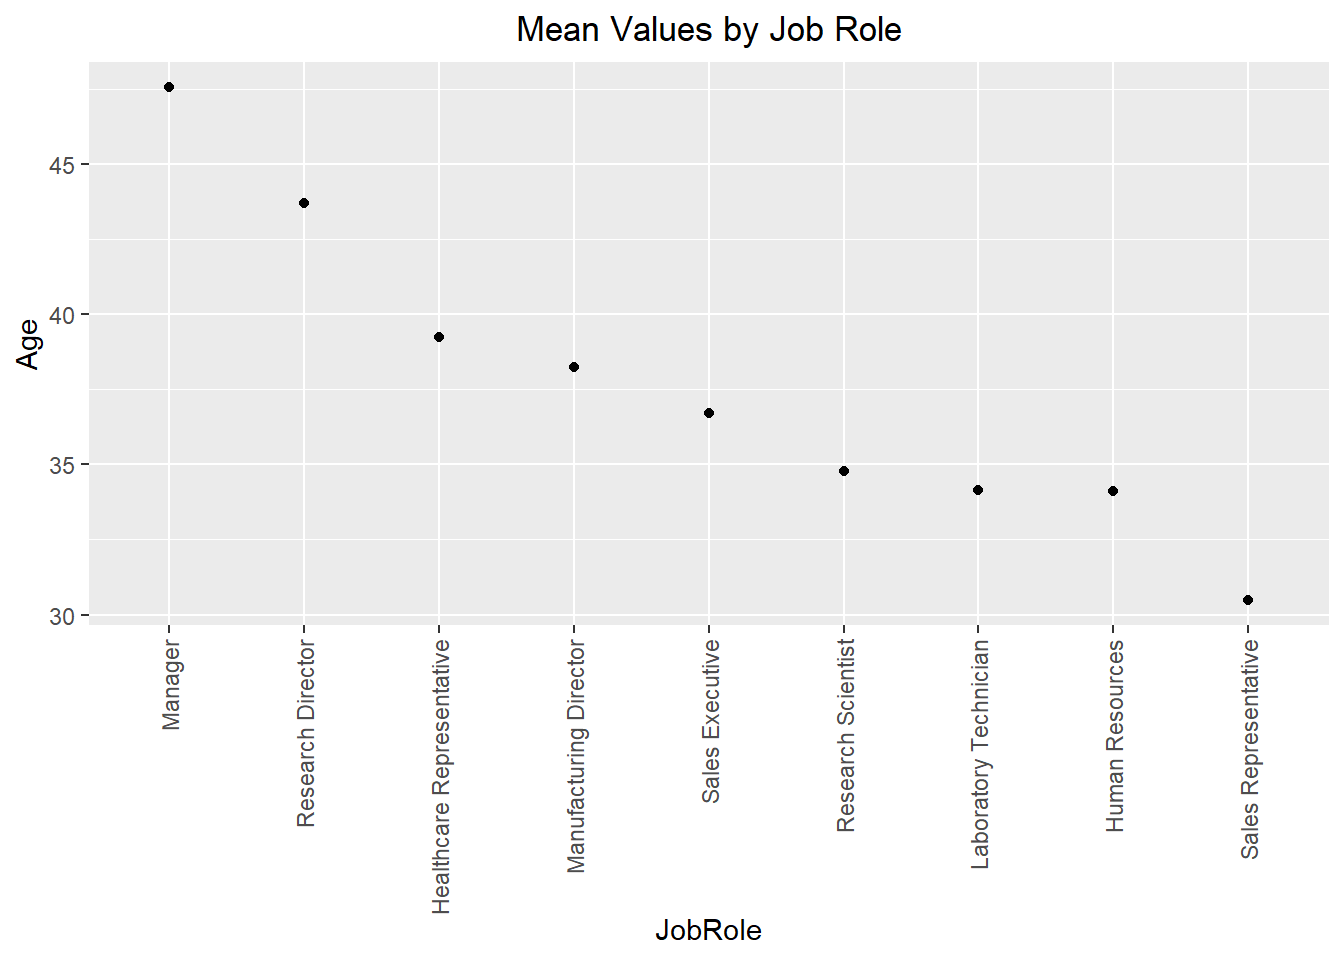 Mean Values by Job Role
Age
45
40
35
30
Manager
Research Director
Healthcare Representative
Manufacturing Director
Sales Executive
Research Scientist
Laboratory Technician
Human Resources
Sales Representative
JobRole